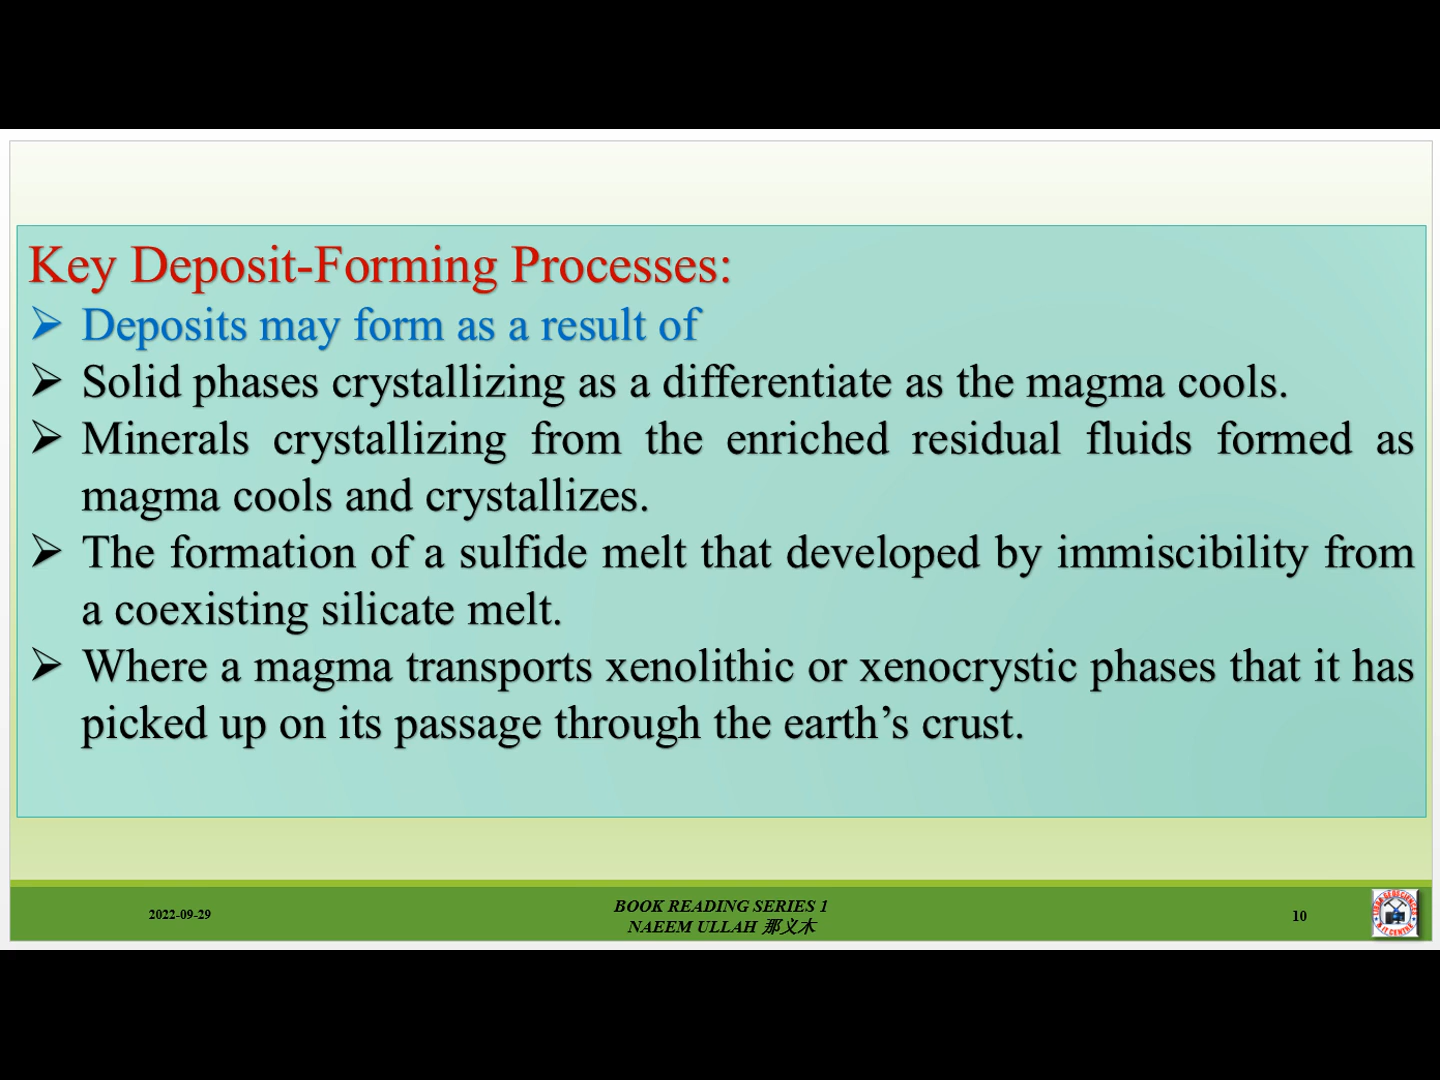 Key Deposit-Forming Processes:
➢ Deposits may form as a result of
➢ Solid phases crystallizing as a differentiate as the magma cools.
➢ Minerals crystallizing from the enriched residual fluids formed as
magma cools and crystallizes.
➢ The formation of a sulfide melt that developed by immiscibility from
a coexisting silicate melt.
➢ Where a magma transports xenolithic or xenocrystic phases that it has
picked up on its passage through the earth’s crust.
2022-09-29
BOOK READING SERIES 1
NAEEM ULLAH 那义木
10
& IT CENTRE